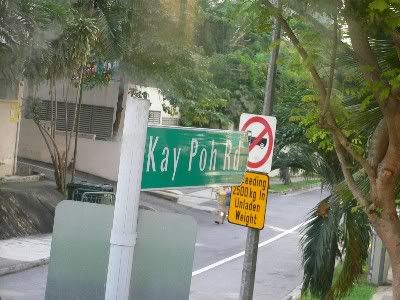 Kay Poh Rd
2500kg In
Unladen
Weight